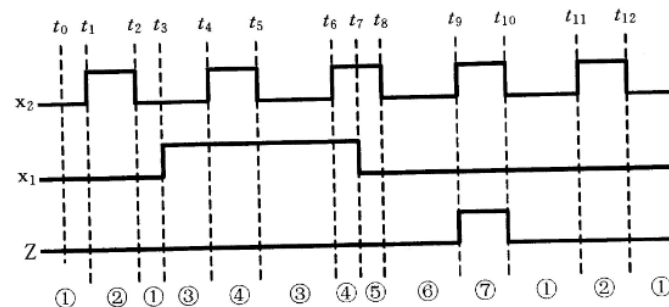 t₀ t₁ t₂ t₃ t₄ t₅ t₆ t₇ t₈ t₉ t₁₀ t₁₁ t₁₂
x₂
x₁
Z
① ② ① ③ ④ ③ ④ ⑤ ⑥ ⑦ ① ② ①